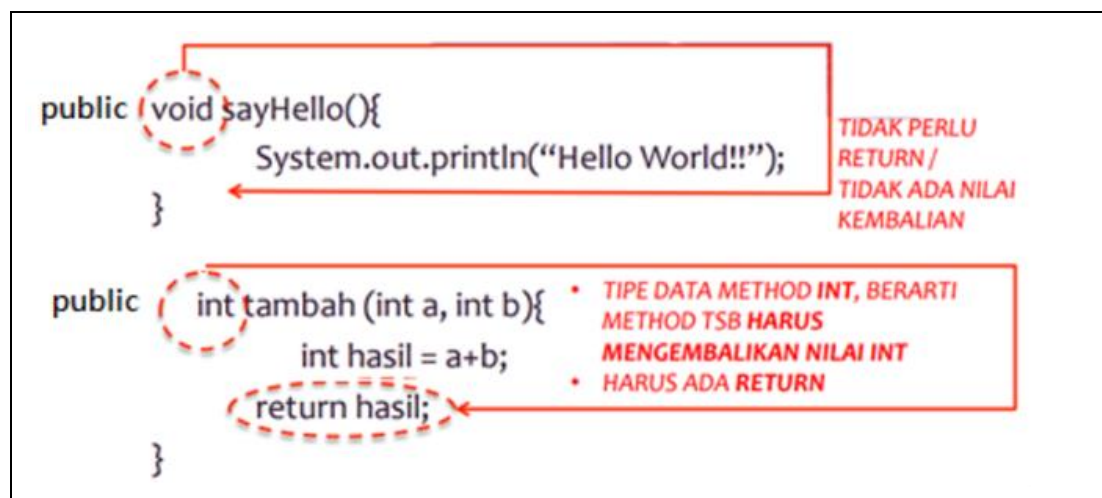 public void sayHello(){
System.out.println(“Hello World!!”);
}
TIDAK PERLU
RETURN /
TIDAK ADA NILAI
KEMBALIAN
public int tambah (int a, int b){
int hasil = a+b;
return hasil;
}
• TIPE DATA METHOD INT, BERARTI
METHOD TSB HARUS
MENGEMBALIKAN NILAI INT
• HARUS ADA RETURN